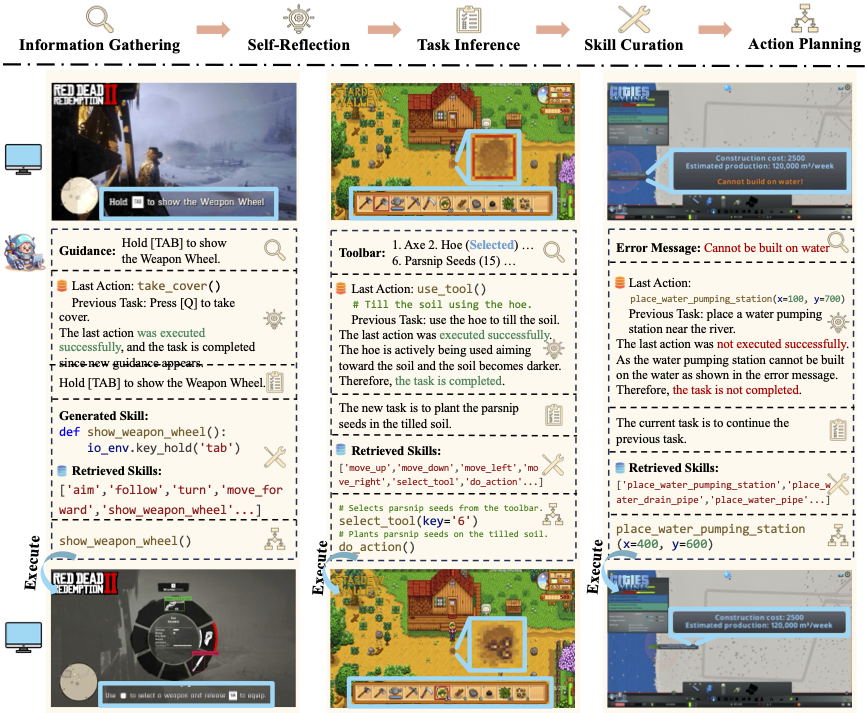 Information Gathering
Self-Reflection
Task Inference
Skill Curation
Action Planning
RED DEAD
REDEMPTION II
Hold TAB to show the Weapon Wheel
Guidance: Hold [TAB] to show
the Weapon Wheel.
Last Action: take_cover()
Previous Task: Press [Q] to take
cover.
The last action was executed
successfully, and the task is completed
since new guidance appears.
Hold [TAB] to show the Weapon Wheel.
Generated Skill:
def show_weapon_wheel():
io_env.key_hold('tab')
Retrieved Skills:
['aim','follow','turn','move_for
ward','show_weapon_wheel'...]
show_weapon_wheel()
Execute
RED DEAD
REDEMPTION II
Use to select a weapon and release to equip.
STARDEW
VALLEY
Toolbar: 1. Axe 2. Hoe (Selected) ...
6. Parsnip Seeds (15) ...
Last Action: use_tool()
# Till the soil using the hoe.
Previous Task: use the hoe to till the soil.
The last action was executed successfully.
The hoe is actively being used aiming
toward the soil and the soil becomes darker.
Therefore, the task is completed.
The new task is to plant the parsnip
seeds in the tilled soil.
Retrieved Skills:
['move_up','move_down','move_left','mo
ve_right','select_tool','do_action'...]
# Selects parsnip seeds from the toolbar.
select_tool(key='6')
# Plants parsnip seeds on the tilled soil.
do_action()
Execute
STARDEW
VALLEY
CITIES
SKYLINES
Construction cost: 2500
Estimated production: 120,000 m³/week
Cannot build on water!
Error Message: Cannot be built on water
Last Action:
place_water_pumping_station(x=100, y=700)
Previous Task: place a water pumping
station near the river.
The last action was not executed successfully.
As the water pumping station cannot be built
on the water as shown in the error message.
Therefore, the task is not completed.
The current task is to continue the
previous task.
Retrieved Skills:
['place_water_pumping_station','place_w
ater_drain_pipe','place_water_pipe'...]
place_water_pumping_station
(x=400, y=600)
Execute
CITIES
SKYLINES
Construction cost: 2500
Estimated production: 120,000 m³/week